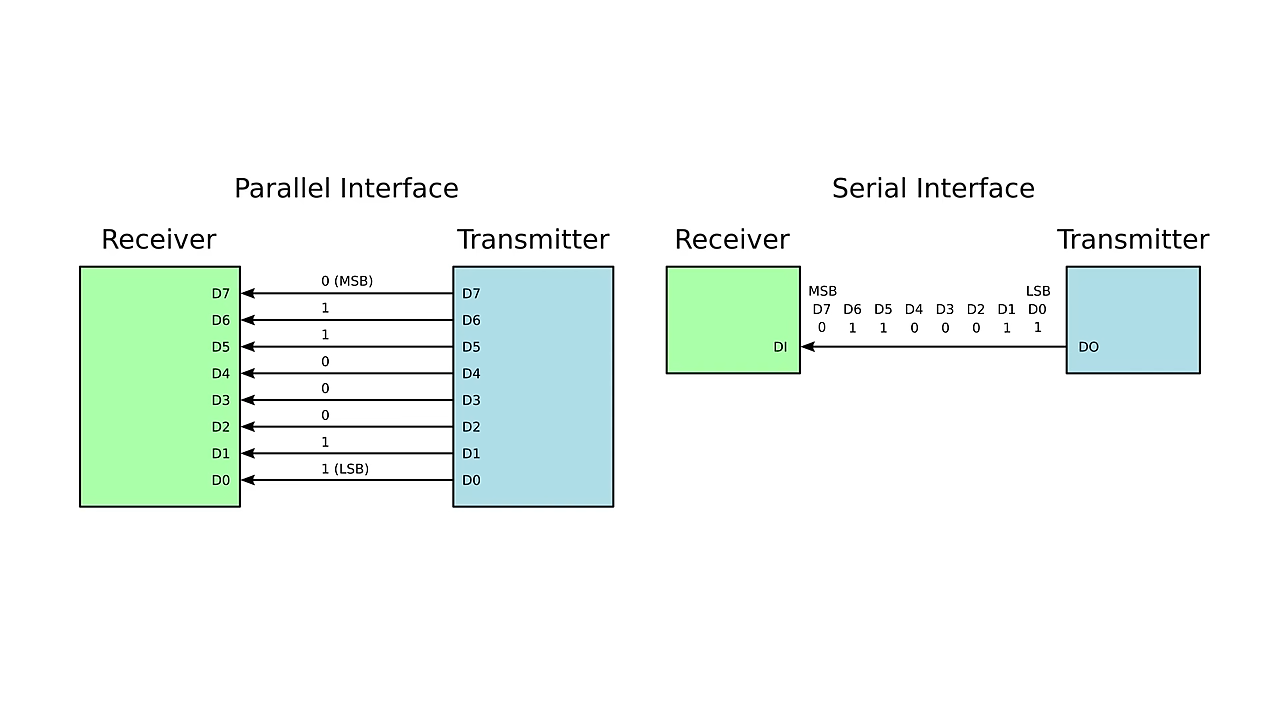 Parallel Interface
Receiver Transmitter
0 (MSB)
D7 D7
1
D6 D6
1
D5 D5
0
D4 D4
0
D3 D3
0
D2 D2
1
D1 D1
1 (LSB)
D0 D0
Serial Interface
Receiver Transmitter
MSB LSB
D7 D6 D5 D4 D3 D2 D1 D0
0 1 1 0 0 0 1 1
DI DO